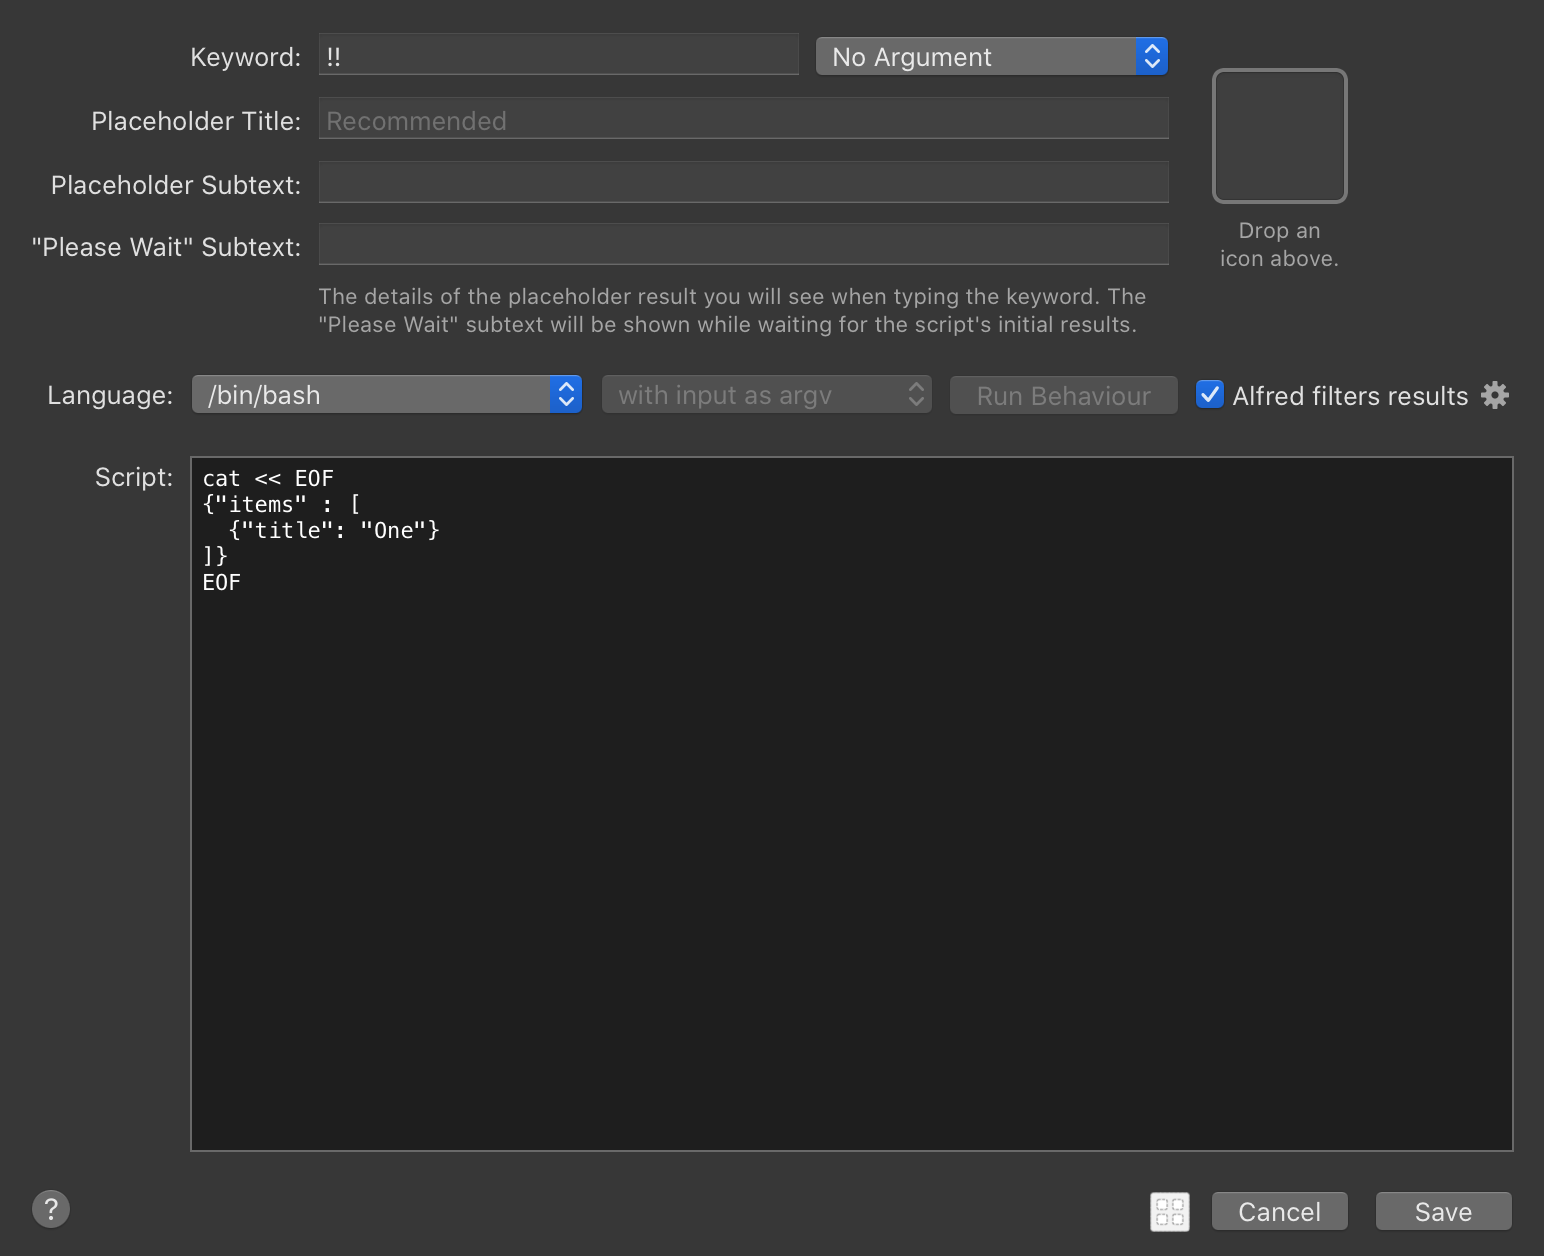 Keyword: !! No Argument
Placeholder Title: Recommended
Placeholder Subtext:
"Please Wait" Subtext:
Drop an
icon above.
The details of the placeholder result you will see when typing the keyword. The
"Please Wait" subtext will be shown while waiting for the script's initial results.
Language: /bin/bash with input as argv Run Behaviour Alfred filters results
Script:
cat << EOF
{"items" : [
  {"title": "One"}
]}
EOF
? Cancel Save